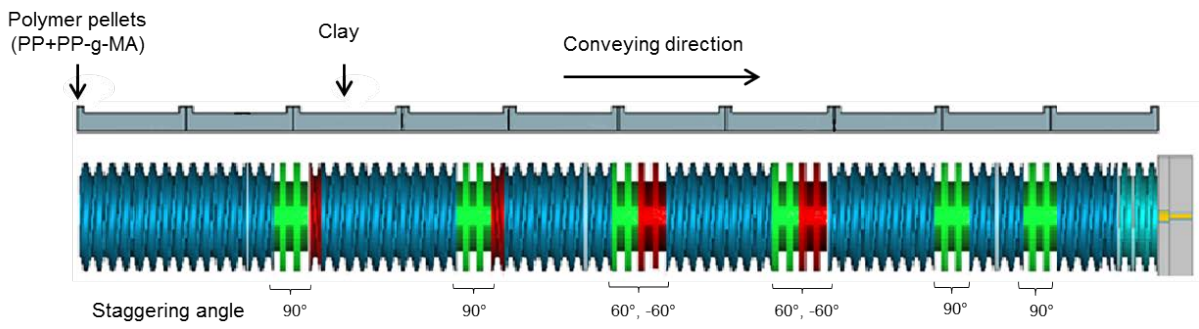 Polymer pellets
(PP+PP-g-MA)
Clay
Conveying direction
Staggering angle
90°
90°
60°, -60°
60°, -60°
90°
90°